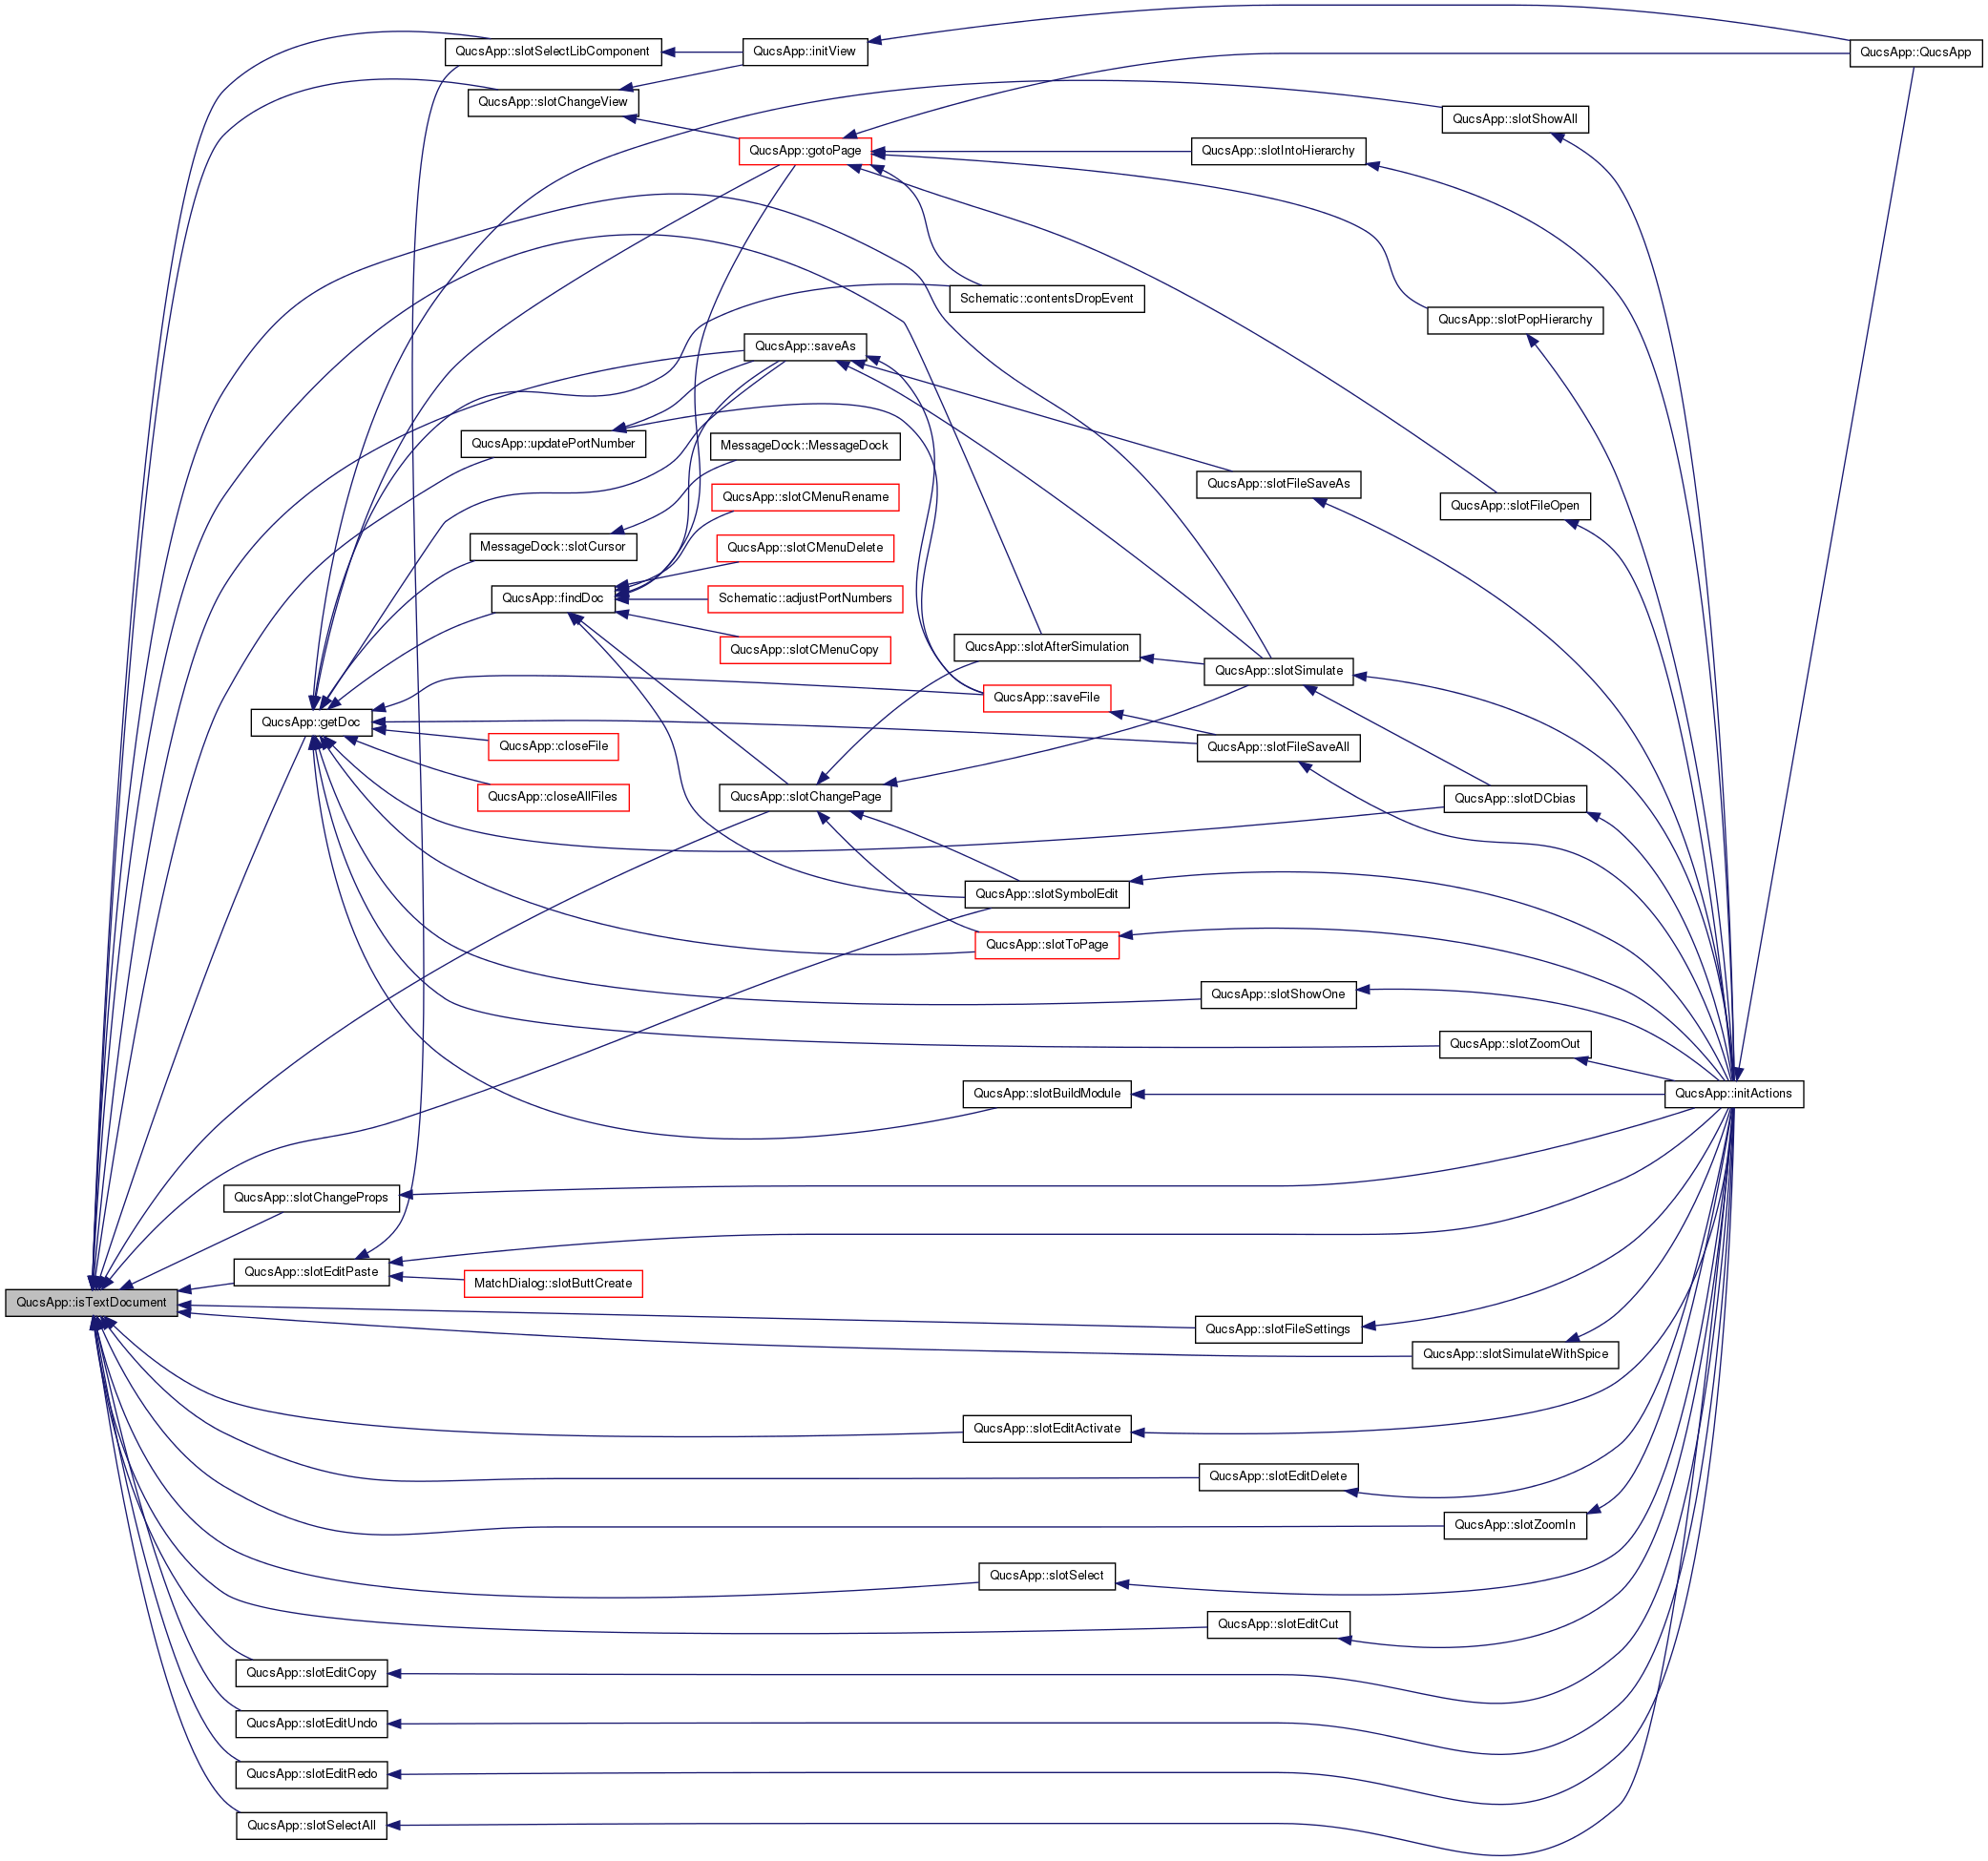 QucsApp::slotSelectLibComponent
QucsApp::initView
QucsApp::QucsApp
QucsApp::slotChangeView
QucsApp::slotShowAll
QucsApp::gotoPage
QucsApp::slotIntoHierarchy
Schematic::contentsDropEvent
QucsApp::slotPopHierarchy
QucsApp::saveAs
QucsApp::updatePortNumber
MessageDock::MessageDock
QucsApp::slotFileSaveAs
QucsApp::slotCMenuRename
QucsApp::slotFileOpen
MessageDock::slotCursor
QucsApp::slotCMenuDelete
QucsApp::findDoc
Schematic::adjustPortNumbers
QucsApp::slotCMenuCopy
QucsApp::slotAfterSimulation
QucsApp::slotSimulate
QucsApp::saveFile
QucsApp::getDoc
QucsApp::closeFile
QucsApp::slotFileSaveAll
QucsApp::closeAllFiles
QucsApp::slotChangePage
QucsApp::slotDCbias
QucsApp::slotSymbolEdit
QucsApp::slotToPage
QucsApp::slotShowOne
QucsApp::slotZoomOut
QucsApp::slotBuildModule
QucsApp::initActions
QucsApp::slotChangeProps
QucsApp::slotEditPaste
MatchDialog::slotButtCreate
QucsApp::isTextDocument
QucsApp::slotFileSettings
QucsApp::slotSimulateWithSpice
QucsApp::slotEditActivate
QucsApp::slotEditDelete
QucsApp::slotZoomIn
QucsApp::slotSelect
QucsApp::slotEditCut
QucsApp::slotEditCopy
QucsApp::slotEditUndo
QucsApp::slotEditRedo
QucsApp::slotSelectAll